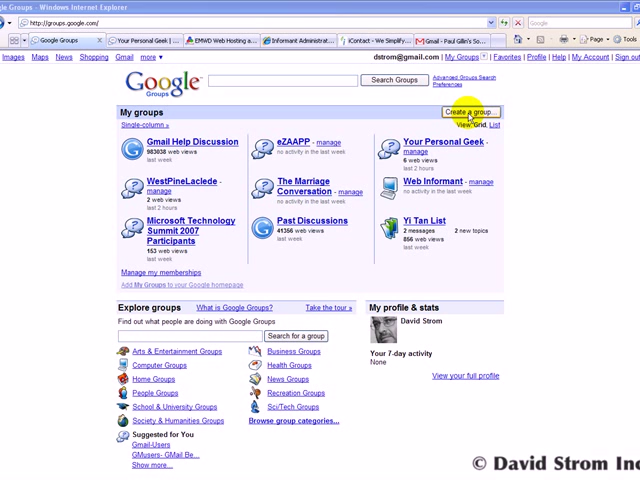 gle Groups - Windows Internet Explorer
http://groups.google.com/
Google
Google Groups
Your Personal Geek |...
EMWD Web Hosting a...
Informant Administrat...
iContact - We Simplify...
Gmail - Paul Gillin's So...
Page
Tools
Images Maps News Shopping Gmail more ▼
dstrom@gmail.com | My Groups | Favorites | Profile | Help | My Account | Sign out
Google Groups
Search Groups
Advanced Groups Search
Preferences
My groups
Create a group...
Single-column »
View: Grid, List
Gmail Help Discussion
983038 web views
last week
eZAAPP - manage
no activity in the last week
Your Personal Geek - manage
6 web views
last 2 hours
WestPineLaclede - manage
2 web views
last 2 hours
The Marriage Conversation - manage
no activity in the last week
Web Informant - manage
no activity in the last week
Microsoft Technology Summit 2007 Participants
153 web views
last week
Past Discussions
41356 web views
last week
Yi Tan List
2 messages 2 new topics
856 web views
last week
Manage my memberships
Add My Groups to your Google homepage
Explore groups What is Google Groups? Take the tour »
Find out what people are doing with Google Groups
Search for a group
Arts & Entertainment Groups
Computer Groups
Home Groups
People Groups
School & University Groups
Society & Humanities Groups
Business Groups
Health Groups
News Groups
Recreation Groups
Sci/Tech Groups
Browse group categories...
Suggested for You
Gmail-Users
GMusers- GMail Be...
Show more...
My profile & stats
David Strom
Your 7-day activity
None
View your full profile
© David Strom Inc